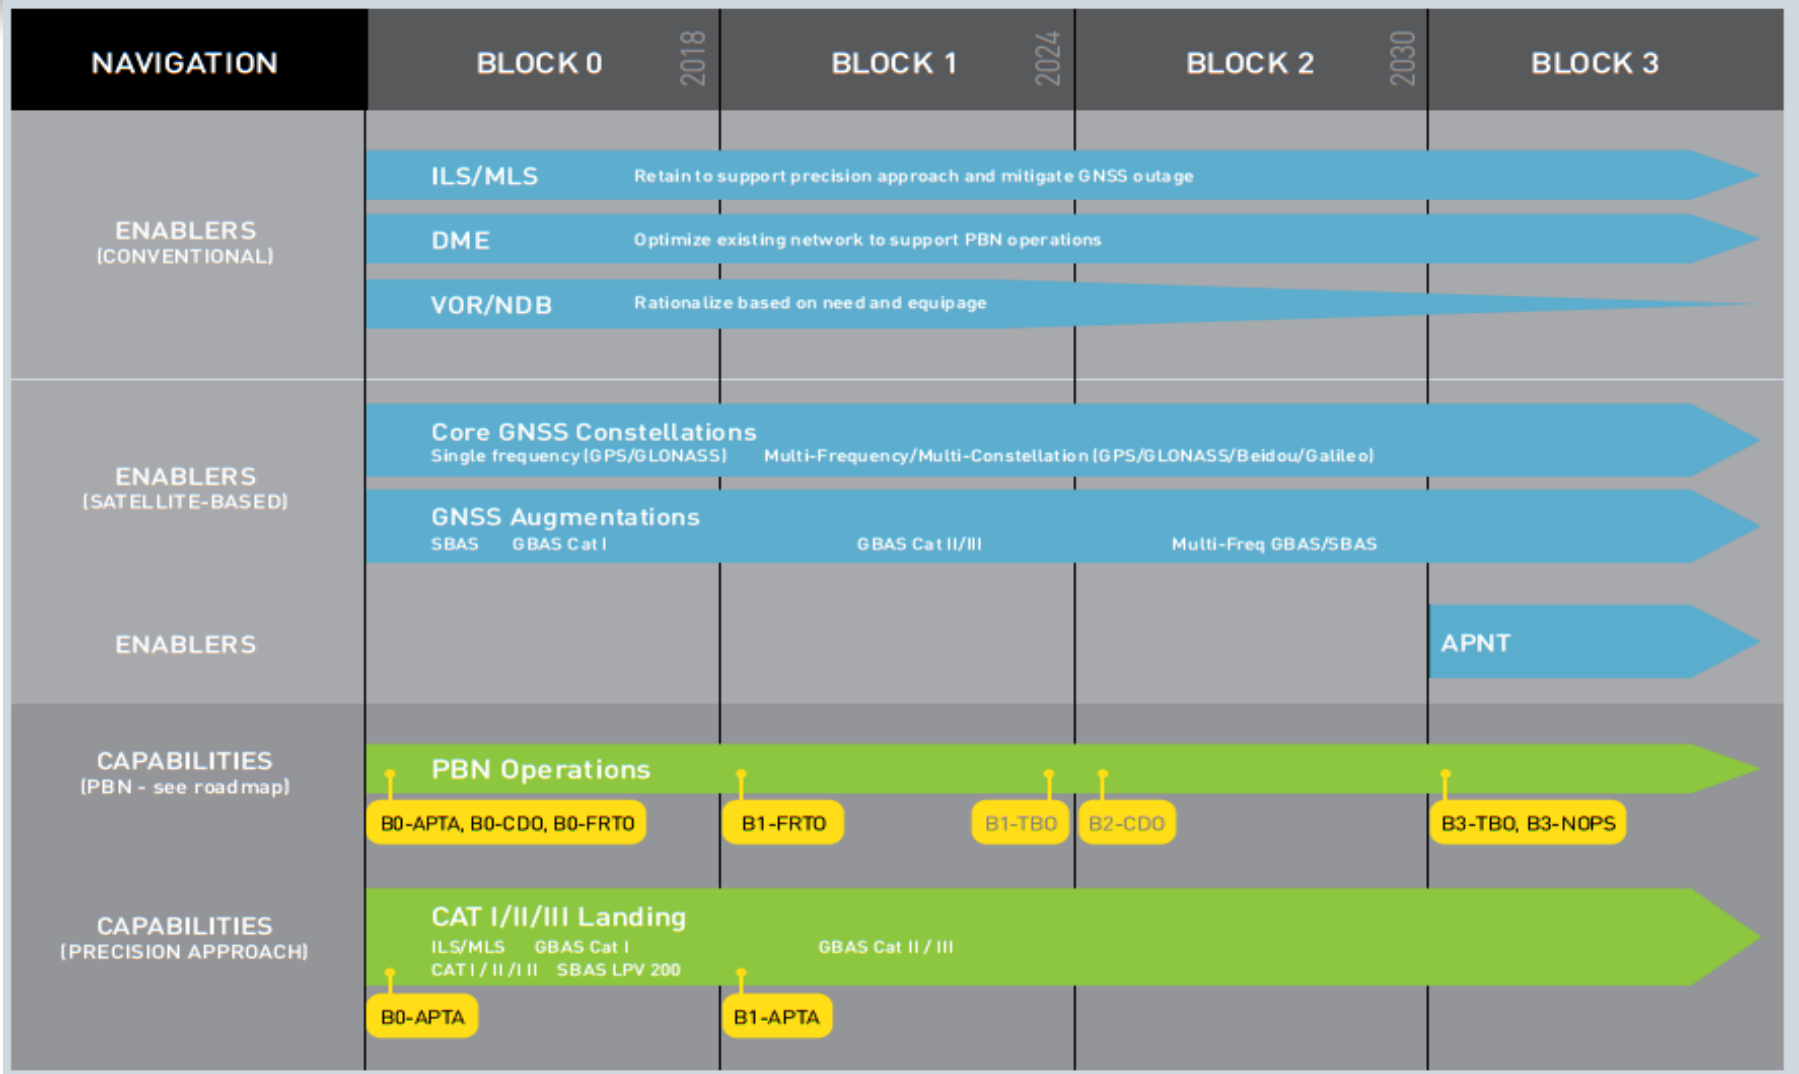 NAVIGATION
BLOCK 0
2018
BLOCK 1
2024
BLOCK 2
2030
BLOCK 3
ENABLERS
(CONVENTIONAL)
ILS/MLS
Retain to support precision approach and mitigate GNSS outage
DME
Optimize existing network to support PBN operations
VOR/NDB
Rationalize based on need and equipage
ENABLERS
(SATELLITE-BASED)
Core GNSS Constellations
Single frequency (GPS/GLONASS)
Multi-Frequency/Multi-Constellation (GPS/GLONASS/Beidou/Galileo)
GNSS Augmentations
SBAS
GBAS Cat I
GBAS Cat II/III
Multi-Freq GBAS/SBAS
ENABLERS
APNT
CAPABILITIES
(PBN - see roadmap)
PBN Operations
B0-APTA, B0-CDO, B0-FRTO
B1-FRTO
B1-TBO
B2-CDO
B3-TBO, B3-NOPS
CAPABILITIES
(PRECISION APPROACH)
CAT I/II/III Landing
ILS/MLS
GBAS Cat I
GBAS Cat II / III
CAT I / II / III
SBAS LPV 200
B0-APTA
B1-APTA